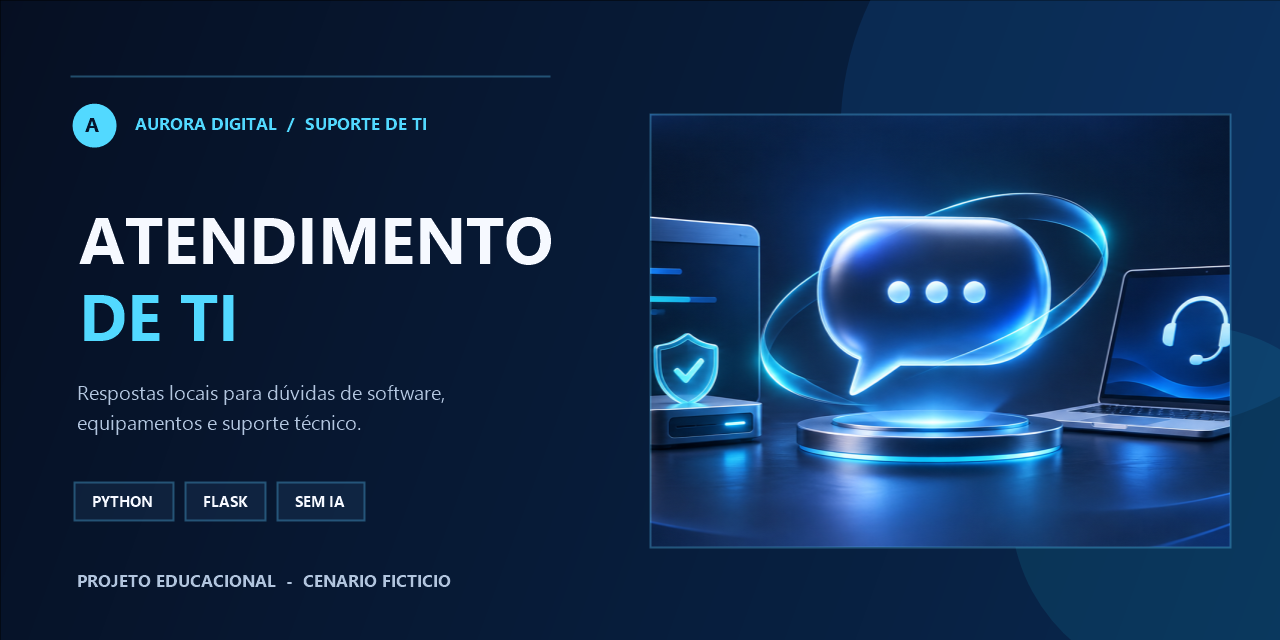 A
AURORA DIGITAL / SUPORTE DE TI
ATENDIMENTO
DE TI
Respostas locais para dúvidas de software,
equipamentos e suporte técnico.
PYTHON
FLASK
SEM IA
PROJETO EDUCACIONAL - CENARIO FICTICIO